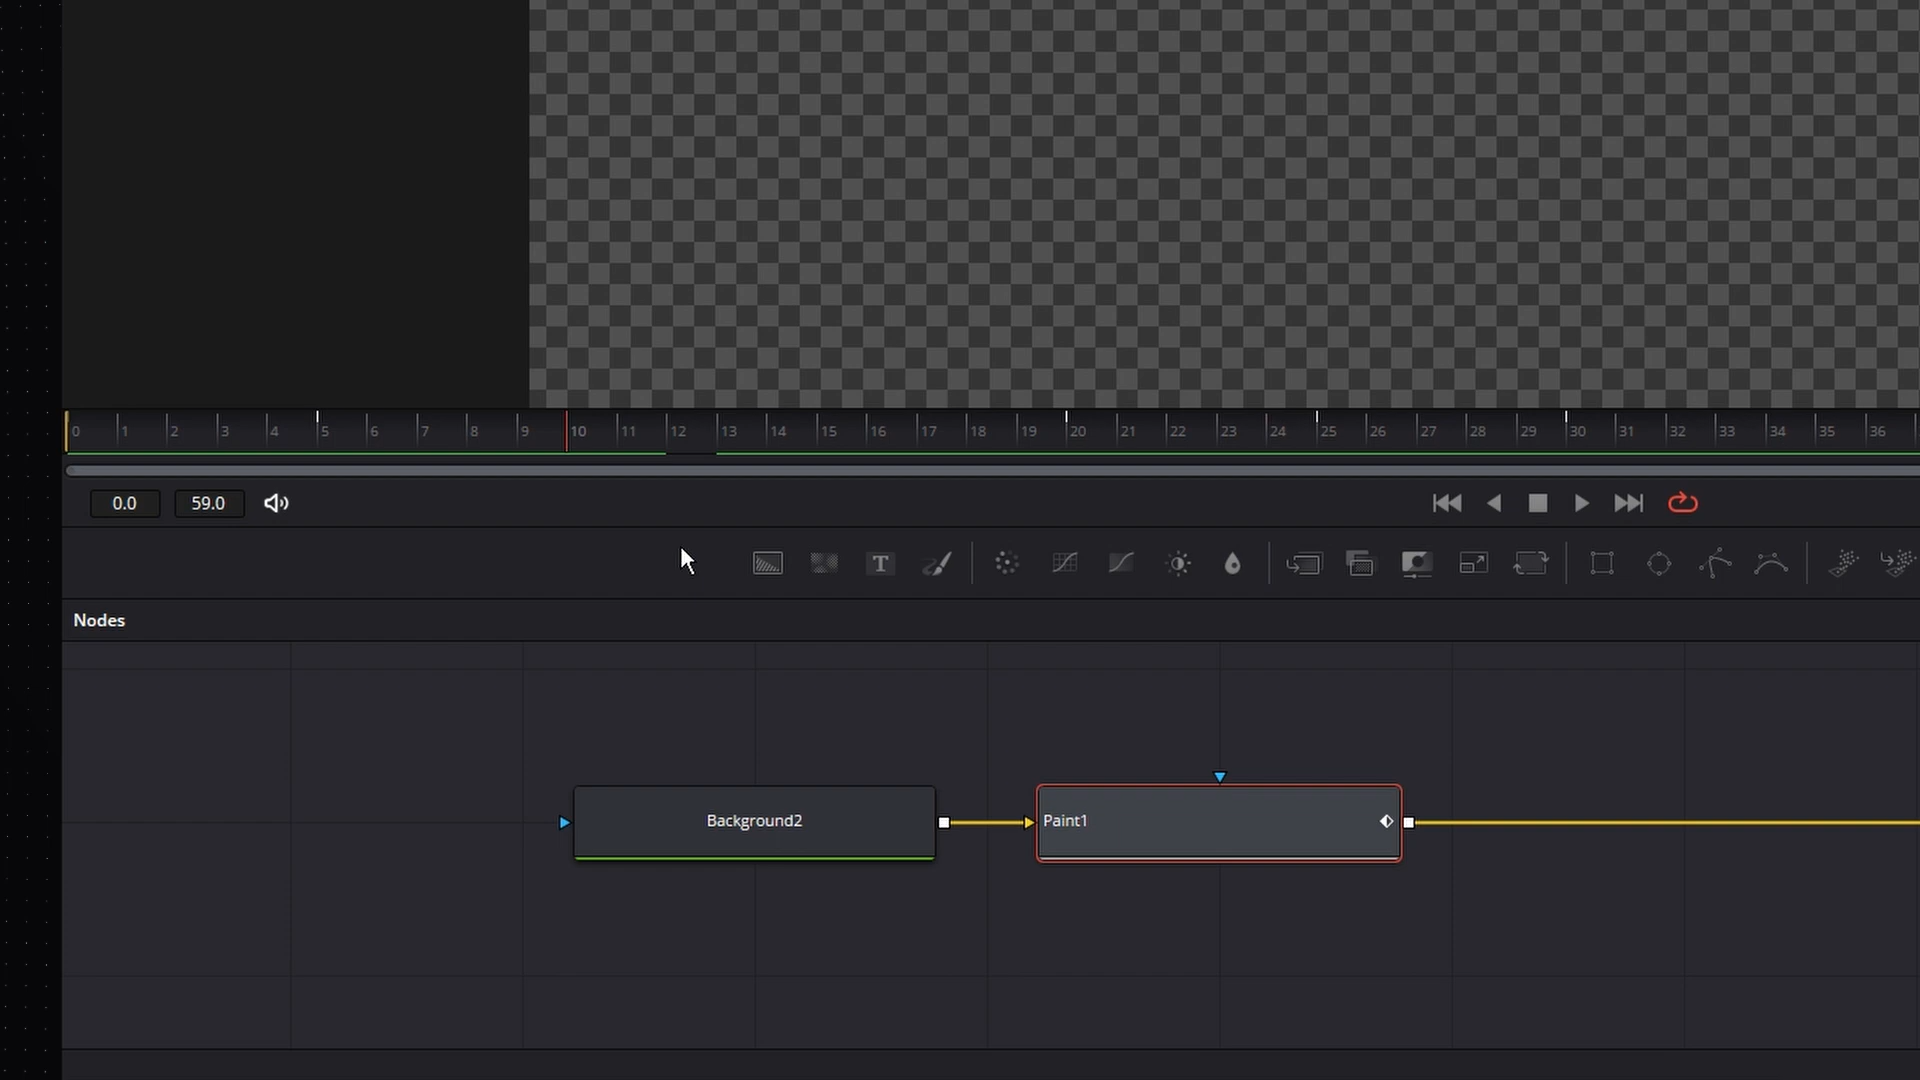 0 1 2 3 4 5 6 7 8 9 10 11 12 13 14 15 16 17 18 19 20 21 22 23 24 25 26 27 28 29 30 31 32 33 34 35 36
0.0 59.0
T
Nodes
Background2 Paint1